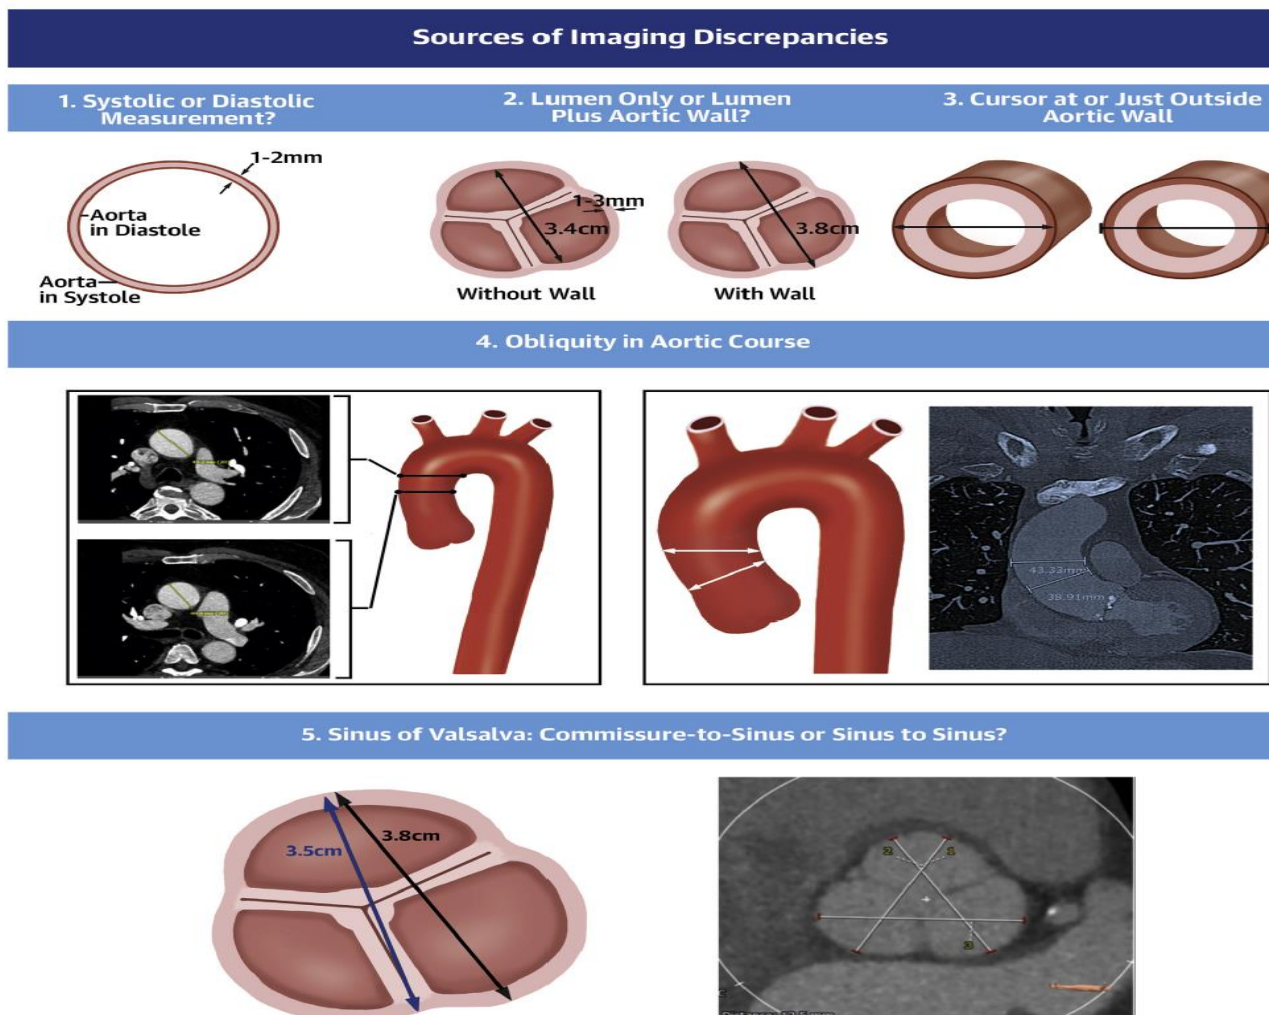 Sources of Imaging Discrepancies
1. Systolic or Diastolic
Measurement?
2. Lumen Only or Lumen
Plus Aortic Wall?
3. Cursor at or Just Outside
Aortic Wall
1-2mm
Aorta
in Diastole
Aorta
in Systole
1-3mm
3.4cm
Without Wall
3.8cm
With Wall
4. Obliquity in Aortic Course
43.33mm
38.91mm
5. Sinus of Valsalva: Commissure-to-Sinus or Sinus to Sinus?
3.8cm
3.5cm
2
1
3